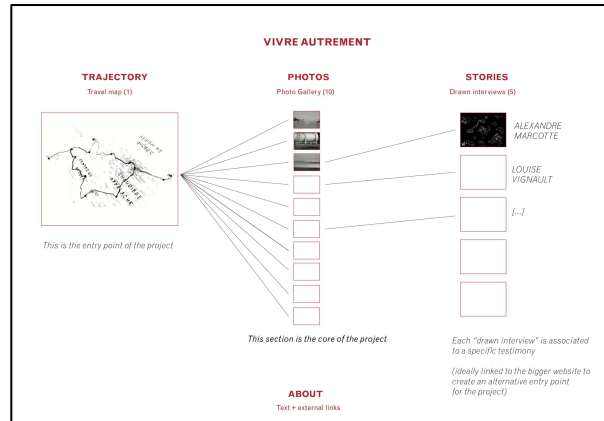 VIVRE AUTREMENT
TRAJECTORY
Travel map (1)
This is the entry point of the project
PHOTOS
Photo Gallery (10)
This section is the core of the project
STORIES
Drawn interviews (5)
ALEXANDRE
MARCOTTE
LOUISE
VIGNAULT
[...]
Each "drawn interview" is associated
to a specific testimony
(ideally linked to the bigger website to
create an alternative entry point
for the project)
ABOUT
Text + external links